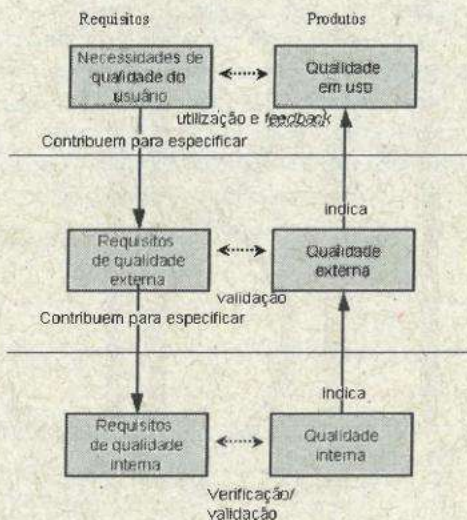 Requisitos
Produtos
Necessidades de
qualidade do
usuário
Qualidade
em uso
utilização e feedback
Contribuem para especificar
indica
Requisitos
de qualidade
externa
Qualidade
externa
validação
Contribuem para especificar
indica
Requisitos
de qualidade
interna
Qualidade
interna
Verificação/
validação